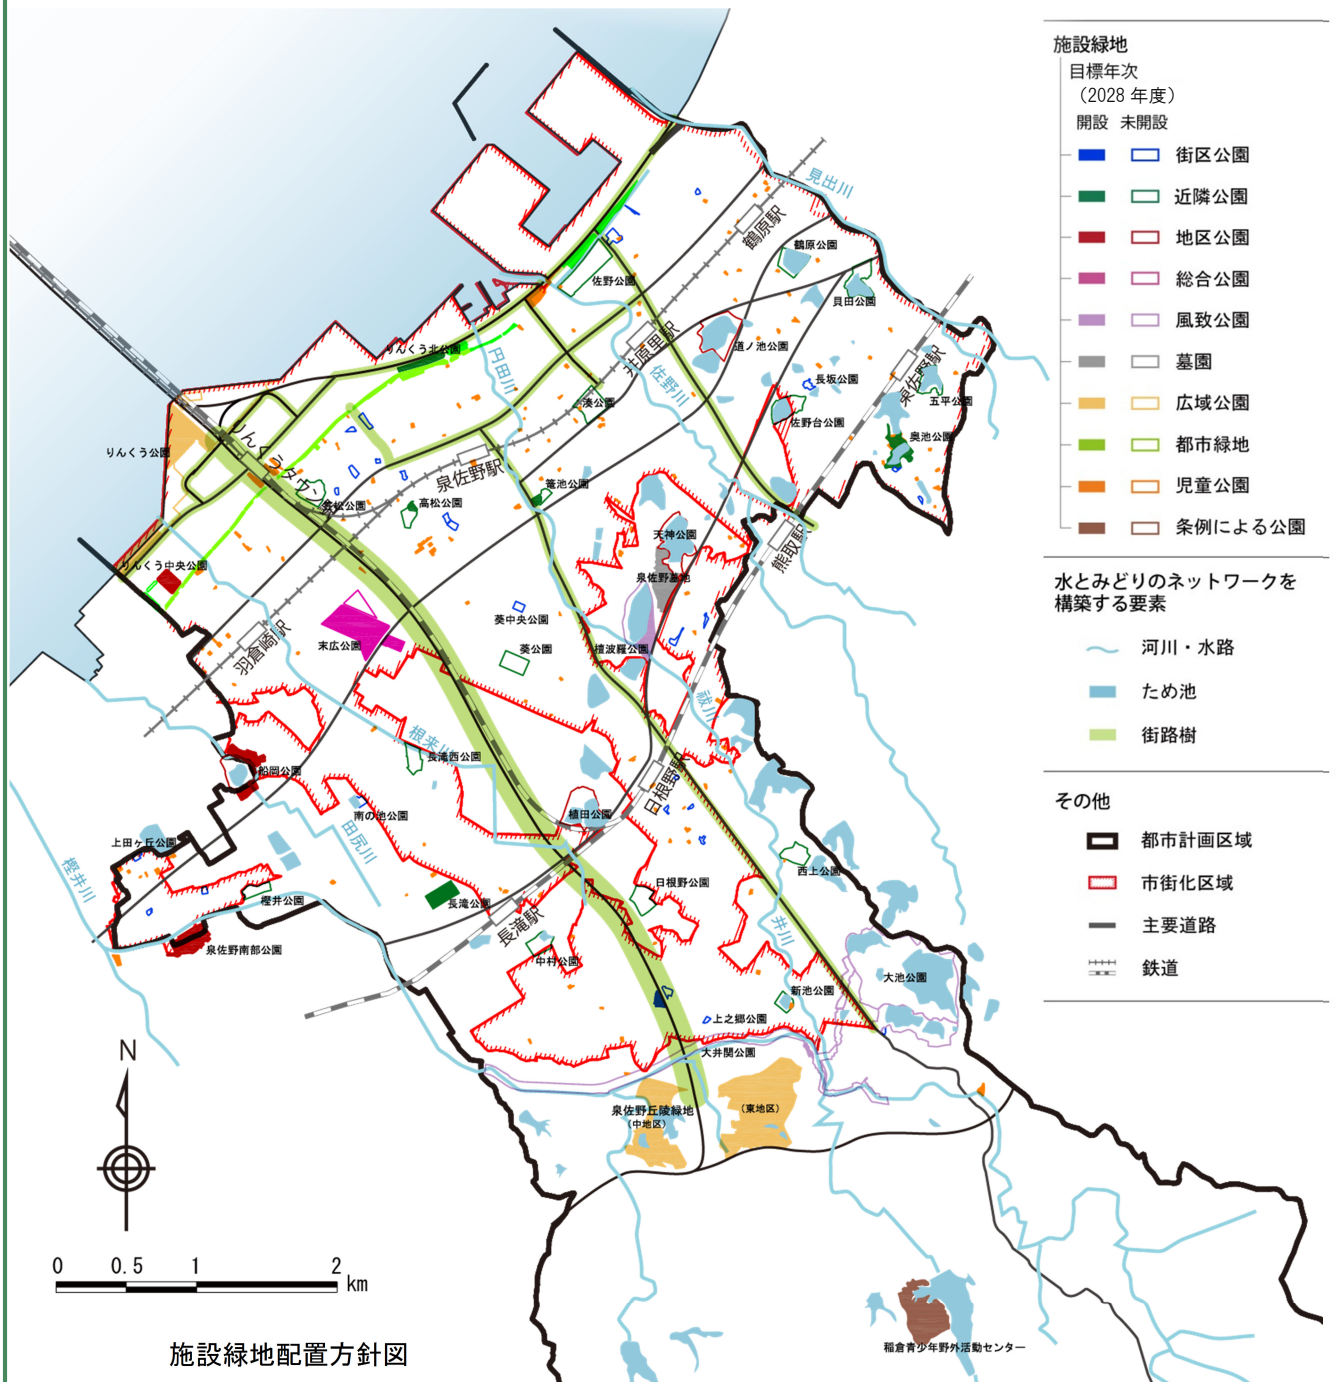 施設緑地
目標年次
（2028 年度）
開設 未開設
街区公園
近隣公園
地区公園
総合公園
風致公園
墓園
広域公園
都市緑地
児童公園
条例による公園
水とみどりのネットワークを
構築する要素
河川・水路
ため池
街路樹
その他
都市計画区域
市街化区域
主要道路
鉄道
見出川
鶴原駅
鶴原公園
佐野公園
貝田公園
井原里駅
道ノ池公園
りんくう北公園
円田川
佐野川
東佐野駅
長坂公園
五平公園
湊公園
佐野台公園
奥池公園
りんくう公園
りんくうタウン駅
泉佐野駅
笠松公園
高松公園
篭池公園
天神公園
熊取駅
りんくう中央公園
泉佐野墓地
葵中央公園
末広公園
葵公園
檀波羅公園
羽倉崎駅
祓川
根来川
長滝西公園
船岡公園
日根野駅
南の池公園
植田公園
田尻川
上田ヶ丘公園
樫井川
西上公園
日根野公園
樫井公園
長滝公園
長滝駅
井川
泉佐野南部公園
中村公園
大池公園
新池公園
上之郷公園
大井関公園
泉佐野丘陵緑地
（中地区）
（東地区）
N
0 0.5 1 2 km
稲倉青少年野外活動センター
施設緑地配置方針図